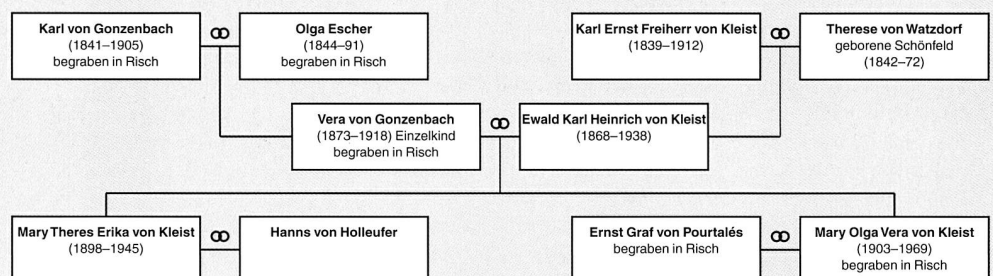 Karl von Gonzenbach
(1841–1905)
begraben in Risch
Olga Escher
(1844–91)
begraben in Risch
Karl Ernst Freiherr von Kleist
(1839–1912)
Therese von Watzdorf
geborene Schönfeld
(1842–72)
Vera von Gonzenbach
(1873–1918) Einzelkind
begraben in Risch
Ewald Karl Heinrich von Kleist
(1868–1938)
Mary Theres Erika von Kleist
(1898–1945)
Hanns von Holleufer
Ernst Graf von Pourtalés
begraben in Risch
Mary Olga Vera von Kleist
(1903–1969)
begraben in Risch